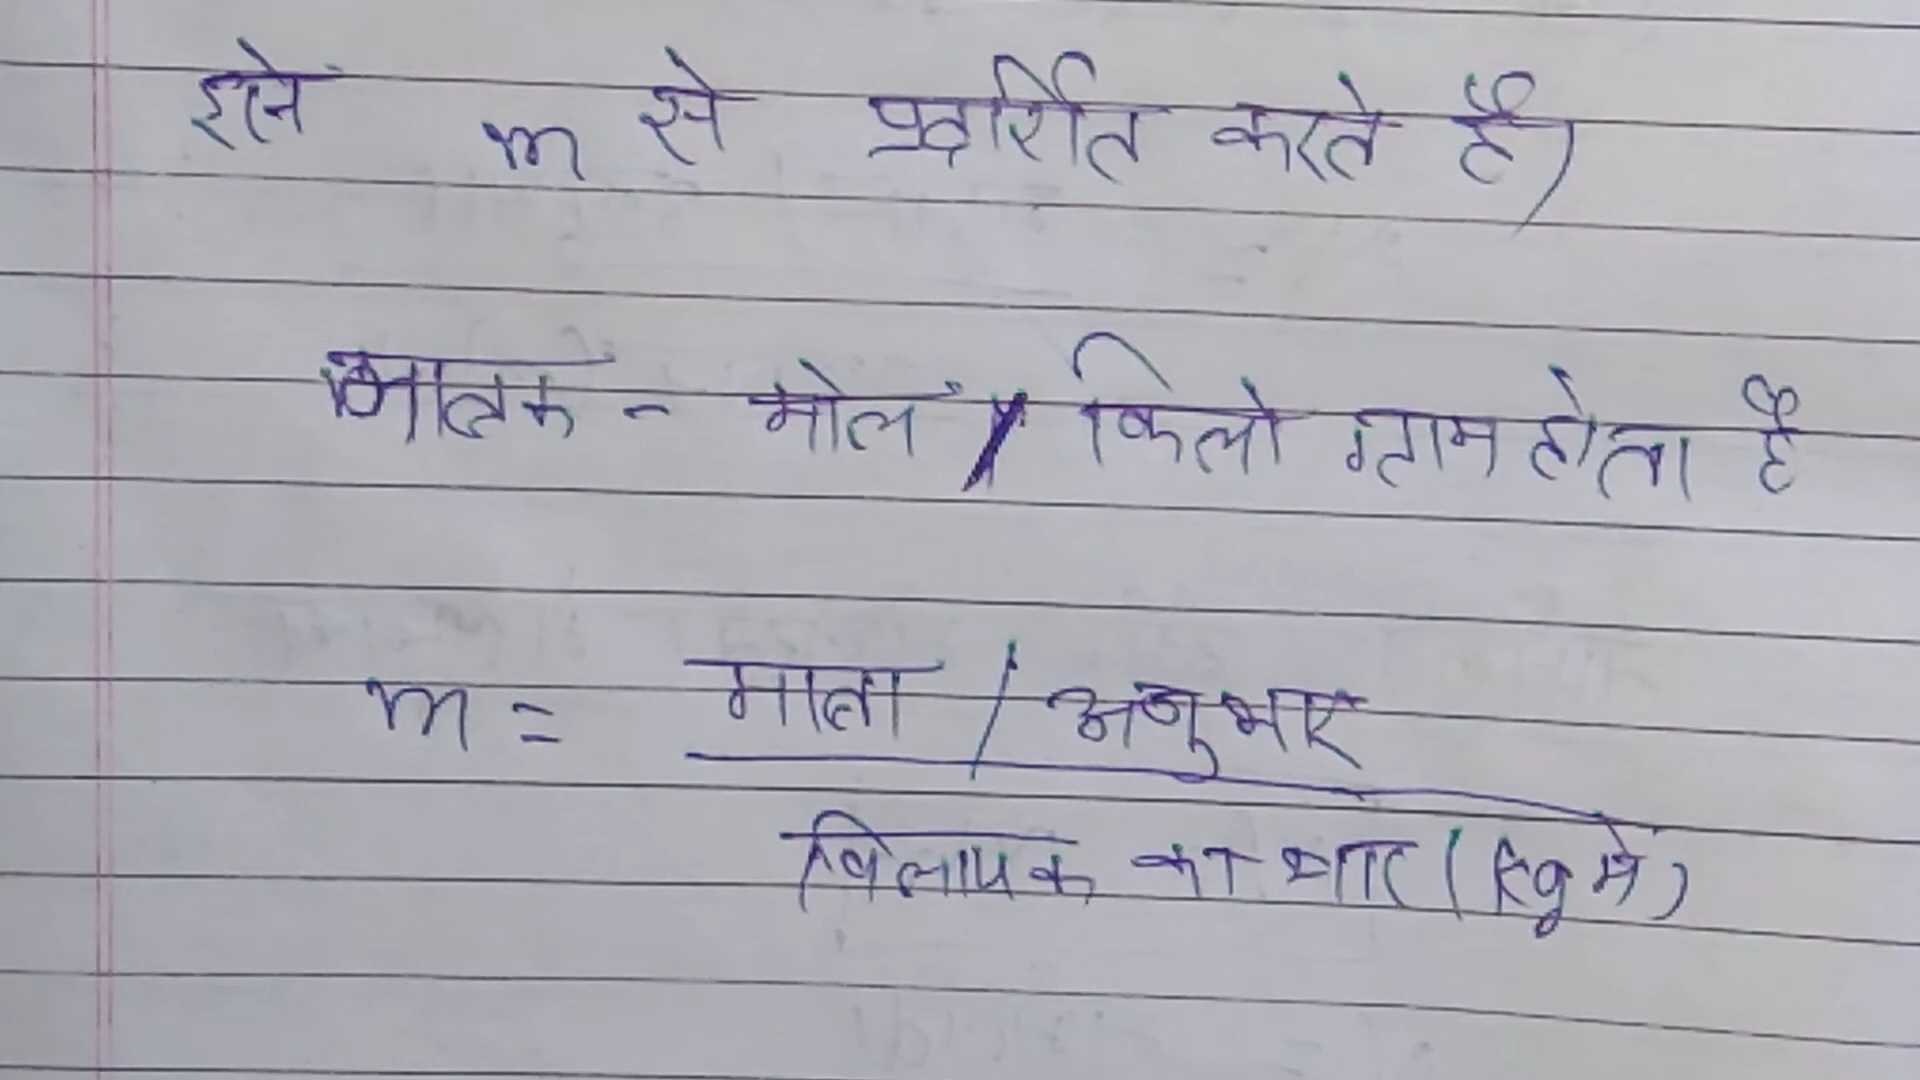 इसे m से प्रदर्शित करते है।
मात्रक - मोल / किलो ग्राम होता है
m = मात्रा / अणुभार
विलायक का भार (kg मे)